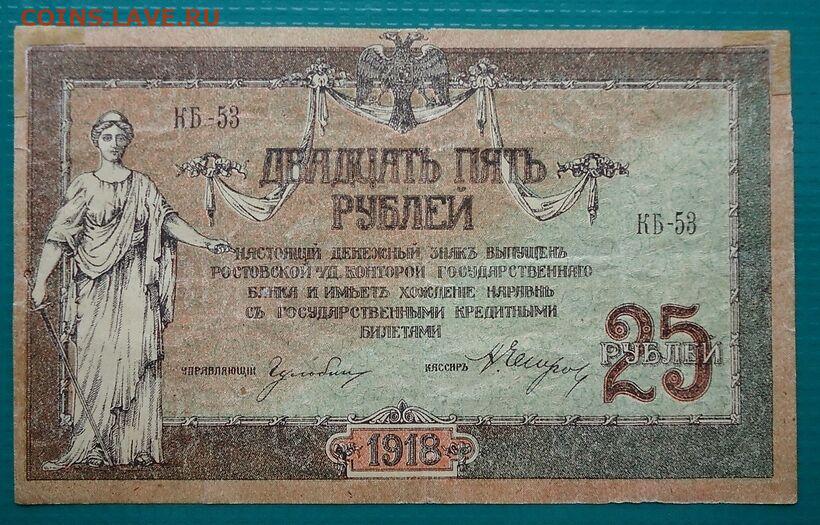 COINS.LAVE.RU
КБ-53
ДВАДЦАТЬ ПЯТЬ
РУБЛЕЙ
КБ-53
НАСТОЯЩІЙ ДЕНЕЖНЫЙ ЗНАКЪ ВЫПУЩЕНЪ
РОСТОВСКОЙ н/Д. КОНТОРОЙ ГОСУДАРСТВЕННАГО
БАНКА И ИМѢЕТЪ ХОЖДЕНІЕ НАРАВНѢ
СЪ ГОСУДАРСТВЕННЫМИ КРЕДИТНЫМИ
БИЛЕТАМИ
25
РУБЛЕЙ
УПРАВЛЯЮЩІЙ
КАССИРЪ
1918